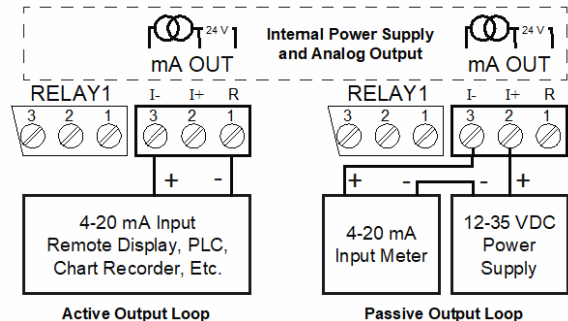 24 V
Internal Power Supply
and Analog Output
24 V
mA OUT
mA OUT
RELAY1
I- I+ R
RELAY1
I- I+ R
3 2 1
3 2 1
3 2 1
3 2 1
+ -
+ - - +
4-20 mA Input
Remote Display, PLC,
Chart Recorder, Etc.
4-20 mA
Input Meter
12-35 VDC
Power
Supply
Active Output Loop
Passive Output Loop